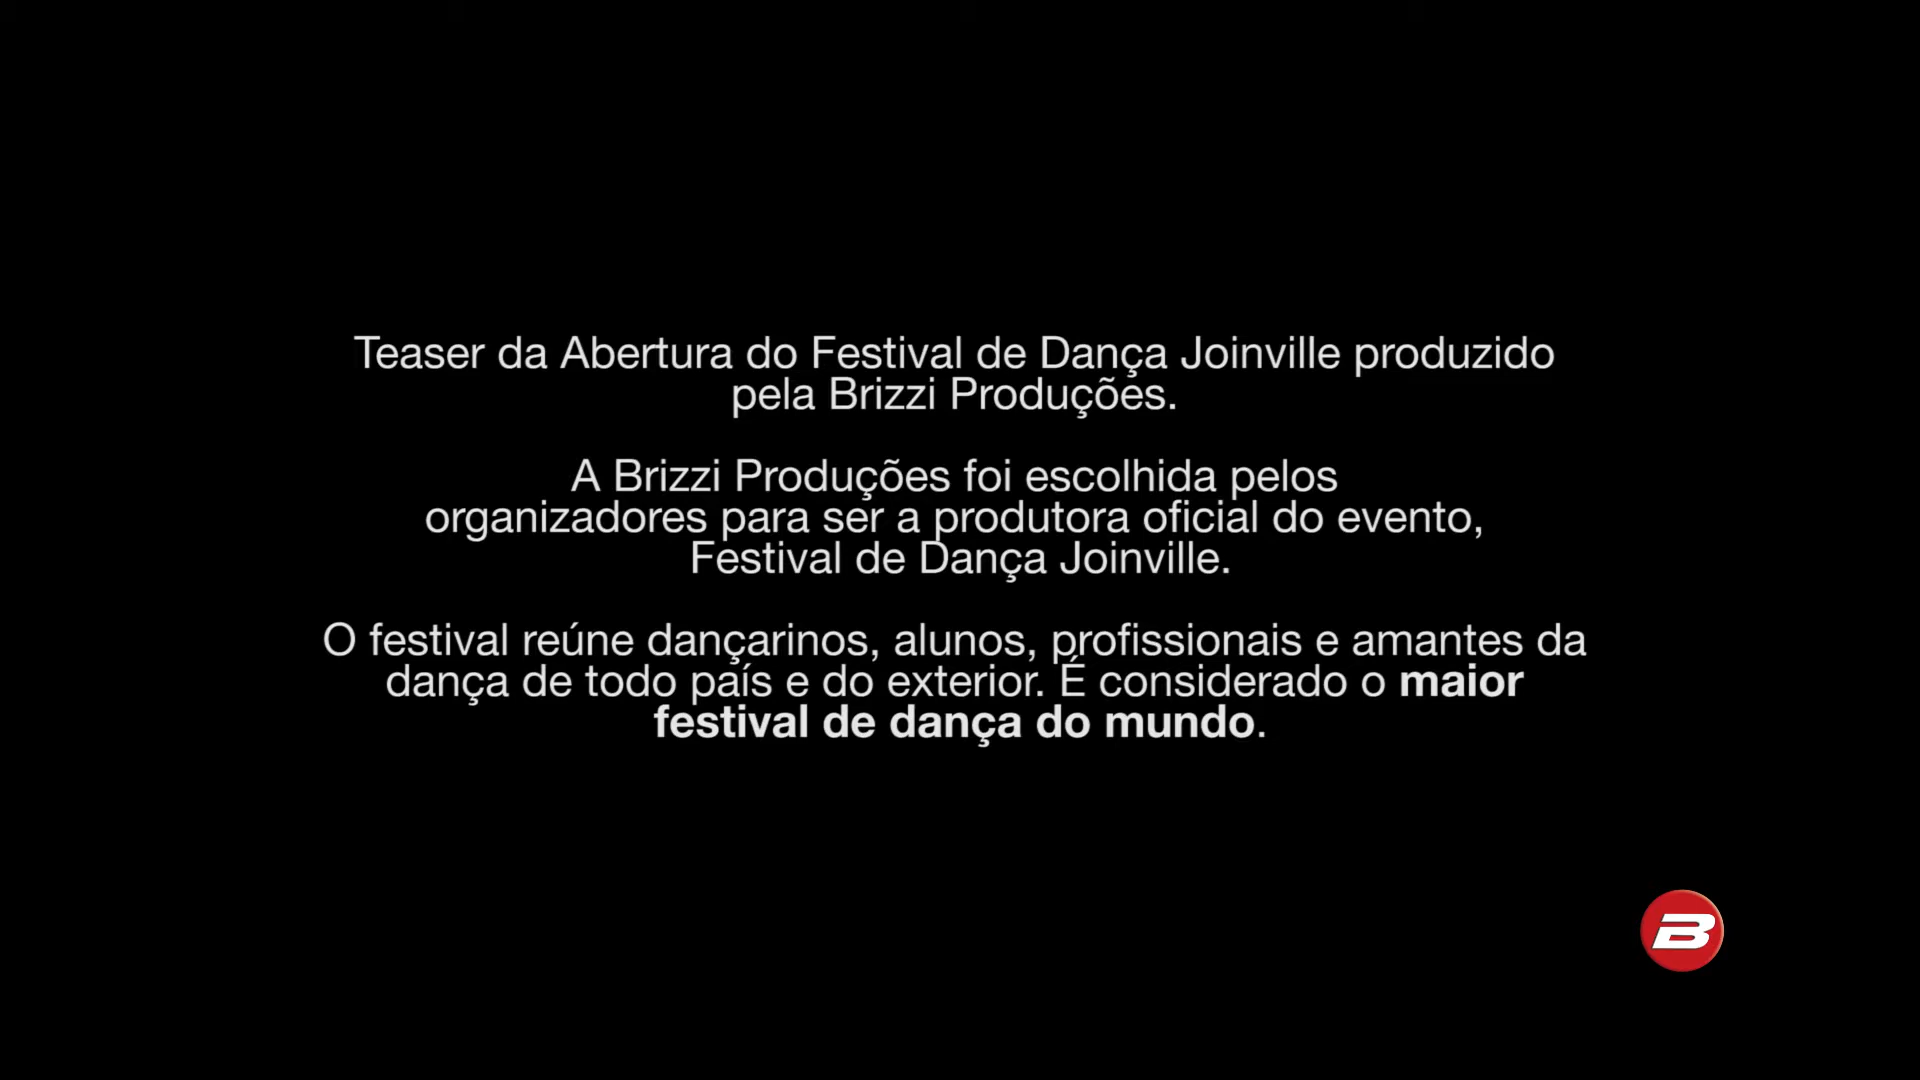 Teaser da Abertura do Festival de Dança Joinville produzido
pela Brizzi Produções.
A Brizzi Produções foi escolhida pelos
organizadores para ser a produtora oficial do evento,
Festival de Dança Joinville.
O festival reúne dançarinos, alunos, profissionais e amantes da
dança de todo país e do exterior. É considerado o maior
festival de dança do mundo.
B